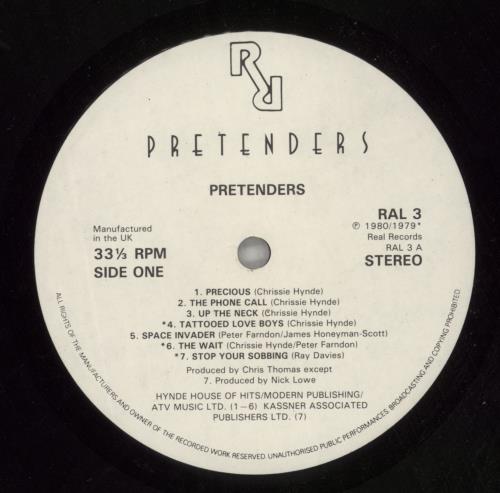 RR
PRETENDERS
PRETENDERS
Manufactured
in the UK
33⅓ RPM
SIDE ONE
RAL 3
℗ 1980/1979*
Real Records
RAL 3 A
STEREO
1. PRECIOUS (Chrissie Hynde)
2. THE PHONE CALL (Chrissie Hynde)
3. UP THE NECK (Chrissie Hynde)
*4. TATTOOED LOVE BOYS (Chrissie Hynde)
5. SPACE INVADER (Peter Farndon/James Honeyman-Scott)
*6. THE WAIT (Chrissie Hynde/Peter Farndon)
*7. STOP YOUR SOBBING (Ray Davies)
Produced by Chris Thomas except
7. Produced by Nick Lowe
HYNDE HOUSE OF HITS/MODERN PUBLISHING/
ATV MUSIC LTD. (1–6) KASSNER ASSOCIATED
PUBLISHERS LTD. (7)
ALL RIGHTS OF THE MANUFACTURERS AND OWNER OF THE RECORDED WORK RESERVED. UNAUTHORISED PUBLIC PERFORMANCES, BROADCASTING AND COPYING PROHIBITED